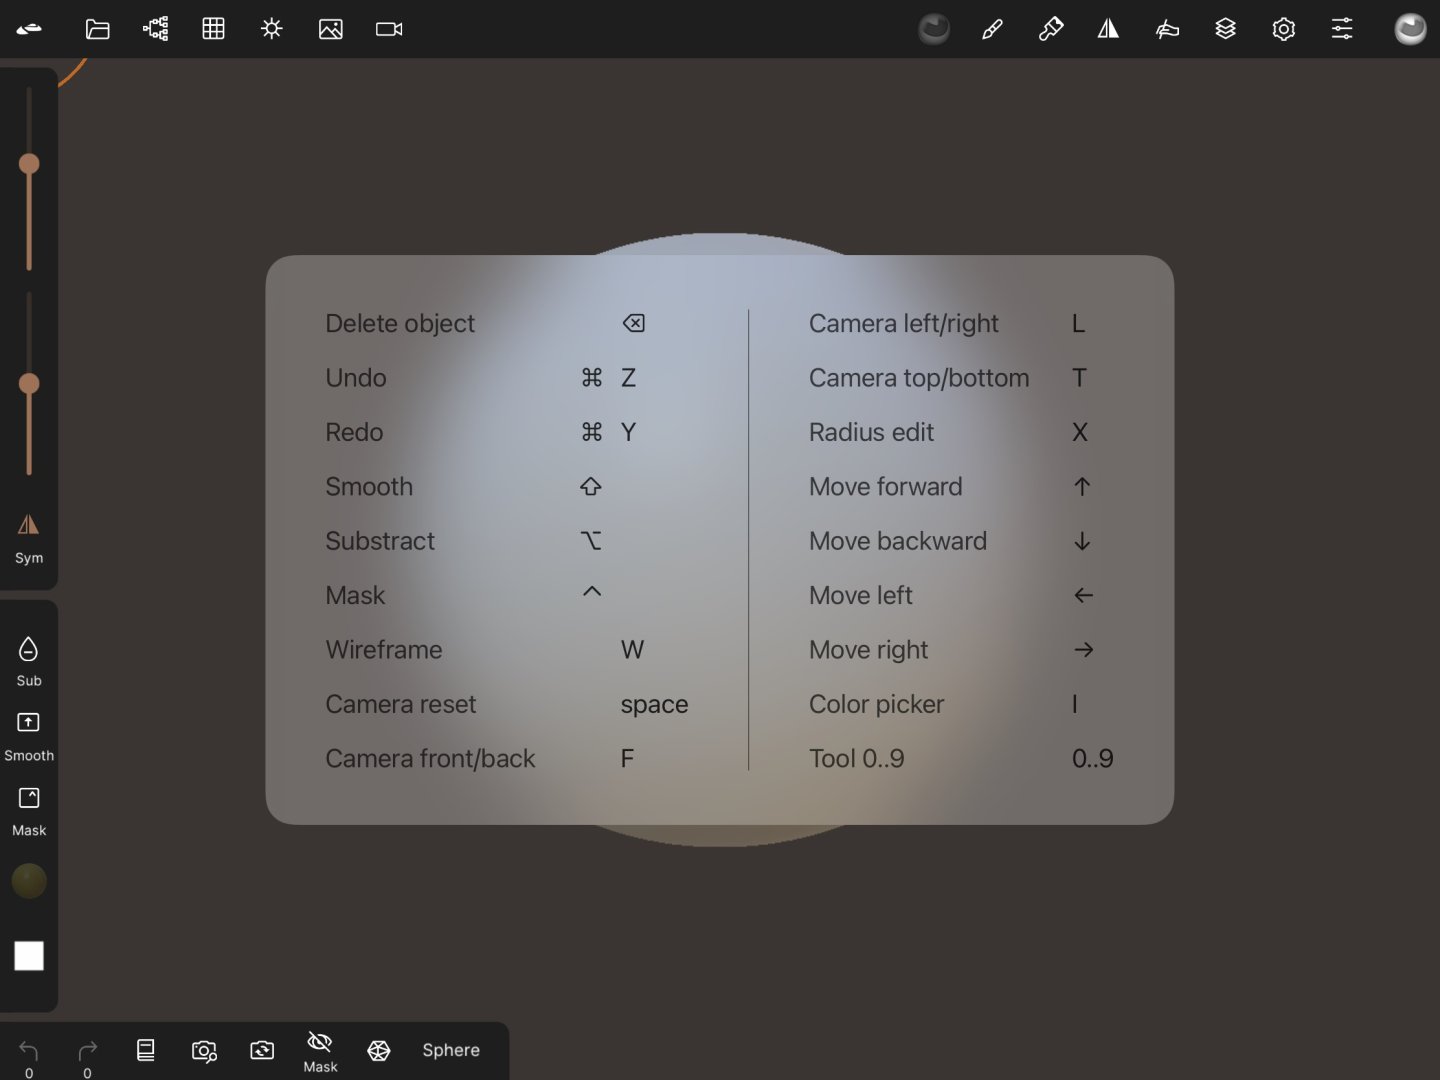 Delete object ⌫
Undo ⌘ Z
Redo ⌘ Y
Smooth ⇧
Substract ⌥
Mask ^
Wireframe W
Camera reset space
Camera front/back F
Camera left/right L
Camera top/bottom T
Radius edit X
Move forward ↑
Move backward ↓
Move left ←
Move right →
Color picker I
Tool 0..9 0..9
Sym
Sub
Smooth
Mask
0
0
Mask
Sphere